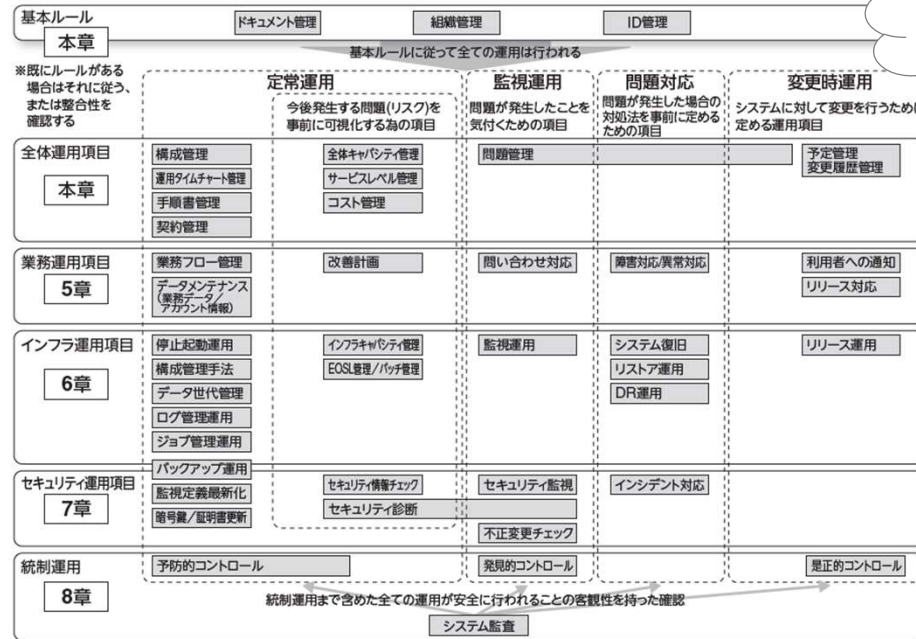 基本ルール
本章
ドキュメント管理
組織管理
ID管理
基本ルールに従って全ての運用は行われる
※既にルールがある
場合はそれに従う、
または整合性を
確認する
定常運用
今後発生する問題(リスク)を
事前に可視化する為の項目
監視運用
問題が発生したことを
気付くための項目
問題対応
問題が発生した場合の
対処法を事前に定める
ための項目
変更時運用
システムに対して変更を行うため
定める運用項目
全体運用項目
本章
構成管理
運用タイムチャート管理
手順書管理
契約管理
全体キャパシティ管理
サービスレベル管理
コスト管理
問題管理
予定管理
変更履歴管理
業務運用項目
5章
業務フロー管理
データメンテナンス
(業務データ/
アカウント情報)
改善計画
問い合わせ対応
障害対応/異常対応
利用者への通知
リリース対応
インフラ運用項目
6章
停止起動運用
構成管理手法
データ世代管理
ログ管理運用
ジョブ管理運用
バックアップ運用
監視定義最新化
暗号鍵/証明書更新
インフラキャパシティ管理
EOSL管理/パッチ管理
監視運用
システム復旧
リストア運用
DR運用
リリース運用
セキュリティ運用項目
7章
セキュリティ情報チェック
セキュリティ診断
セキュリティ監視
不正変更チェック
インシデント対応
統制運用
8章
予防的コントロール
発見的コントロール
是正的コントロール
統制運用まで含めた全ての運用が安全に行われることの客観性を持った確認
システム監査